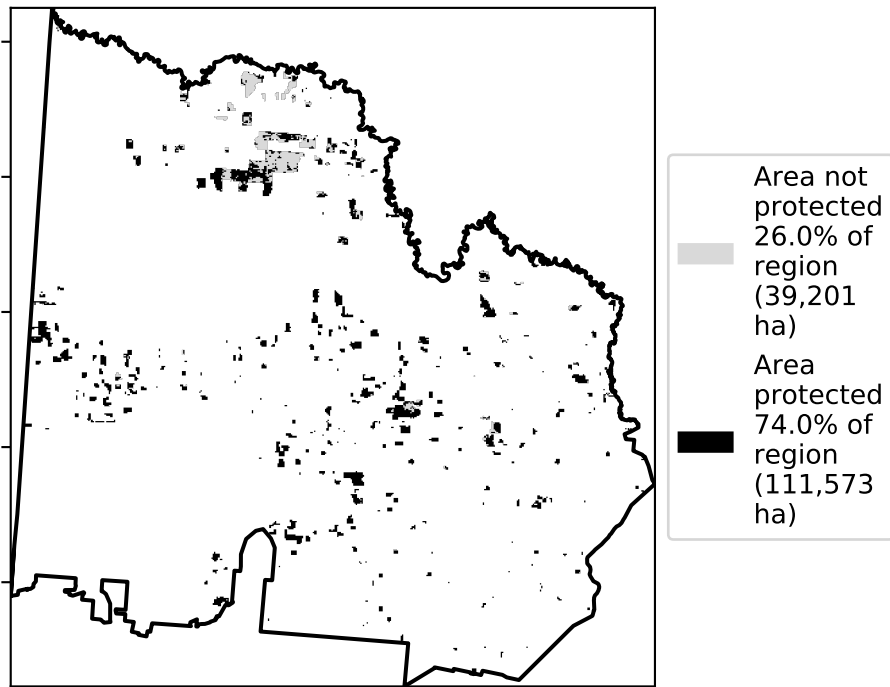 Area not
protected
26.0% of
region
(39,201
ha)
Area
protected
74.0% of
region
(111,573
ha)